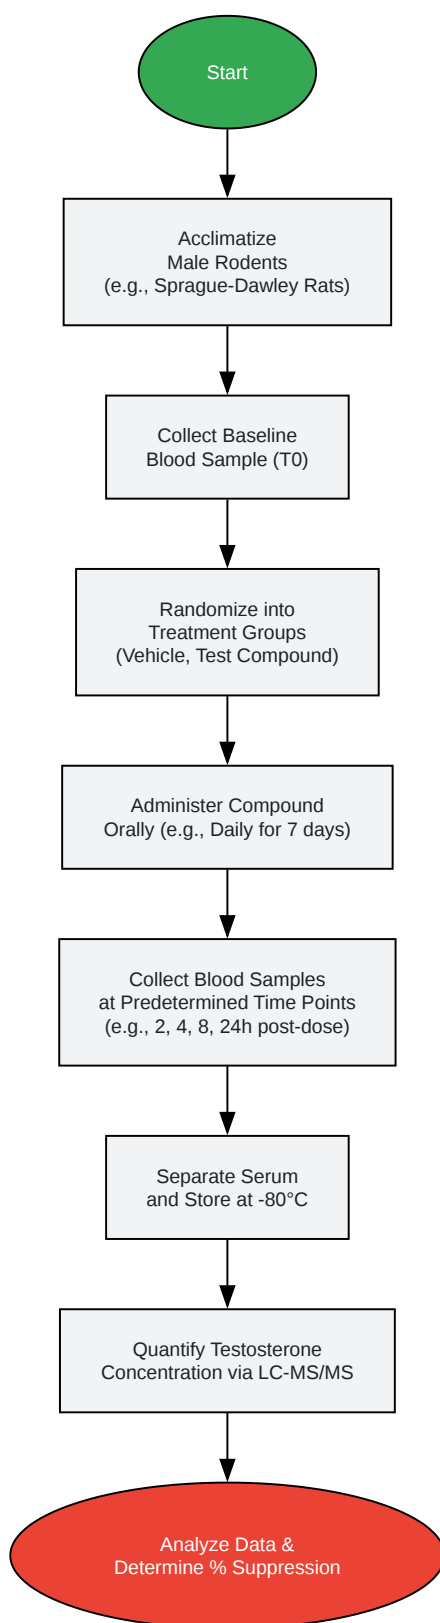 Start
Acclimatize
Male Rodents
(e.g., Sprague-Dawley Rats)
Collect Baseline
Blood Sample (T0)
Randomize into
Treatment Groups
(Vehicle, Test Compound)
Administer Compound
Orally (e.g., Daily for 7 days)
Collect Blood Samples
at Predetermined Time Points
(e.g., 2, 4, 8, 24h post-dose)
Separate Serum
and Store at -80°C
Quantify Testosterone
Concentration via LC-MS/MS
Analyze Data &
Determine % Suppression